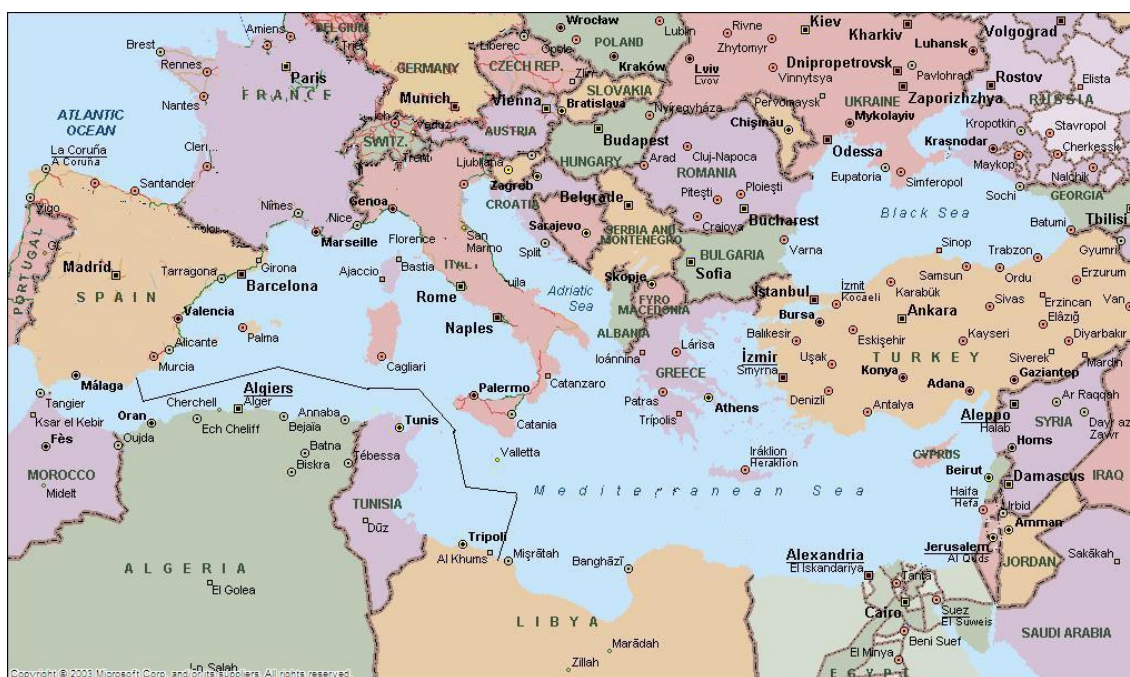 Brest
Amiens
BELGIUM
Trier
Liberec
Wrocław
Opole
Lublin
Rivne
Zhytomyr
Kiev
Kharkiv
Luhansk
Volgograd
Rennes
Paris
FRANCE
GERMANY
CZECH REP.
POLAND
Kraków
Lviv
Lvov
Vinnytsya
Dnipropetrovsk
Pavlohrad
Elista
Rostov
Nantes
Munich
Zlín
SLOVAKIA
Vienna
Bratislava
Nyíregyháza
Pervomaysk
UKRAINE
Zaporizhzhya
RUSSIA
ATLANTIC
OCEAN
Vaduz
AUSTRIA
Budapest
Chişinău
Mykolayiv
Kropotkin
Stavropol
La Coruña
A Coruña
Cleri...
SWITZ.
Ljubljana
HUNGARY
Arad
Cluj-Napoca
ROMANIA
Odessa
Krasnodar
Cherkessk
Maykop
Santander
Zagreb
Belgrade
Piteşti
Ploieşti
Eupatoria
Simferopol
Nalchik
Sochi
GEORGIA
Vigo
Nîmes
Nice
Genoa
CROATIA
Bucharest
Black Sea
Batumi
Tbilisi
Marseille
Florence
San
Marino
Sarajevo
SERBIA AND
MONTENEGRO
Craiova
PORTUGAL
Madrid
Tarragona
Girona
Barcelona
Ajaccio
Bastia
Split
BULGARIA
Sofia
Varna
Sinop
Trabzon
Gyumri
SPAIN
Rome
Adriatic
Sea
Skopje
FYRO
MACEDONIA
Istanbul
İzmit
Kocaeli
Karabük
Samsun
Ordu
Erzurum
Valencia
Palma
Naples
ALBANIA
Bursa
Ankara
Sivas
Erzincan
Van
Alicante
Murcia
Cagliari
Ioánnina
Lárisa
GREECE
Balıkesir
Eskişehir
Kayseri
Elâzığ
Diyarbakır
İzmir
Smyrna
Uşak
TURKEY
Siverek
Mardin
Málaga
Algiers
Alger
Palermo
Catanzaro
Patras
Athens
Konya
Adana
Gaziantep
Tangier
Cherchell
Annaba
Tunis
Catania
Trípolis
Denizli
Antalya
Aleppo
Halab
Ar Raqqah
Ksar el Kebir
Oran
Ech Cheliff
Bejaïa
SYRIA
Dayr az
Zawr
Fès
Oujda
Batna
Valletta
Iráklion
Heraklion
CYPRUS
Homs
MOROCCO
Biskra
Tébessa
Beirut
Damascus
IRAQ
Midelt
TUNISIA
Mediterranean Sea
Haifa
Hefa
Irbid
Dūz
Amman
Tripoli
Al Khums
Mişrātah
Banghāzī
Alexandria
El Iskandariya
Jerusalem
Al Quds
JORDAN
Sakākah
ALGERIA
El Golea
Tanta
Cairo
Suez
El Suweis
LIBYA
Marādah
Beni Suef
SAUDI ARABIA
In Salah
Zillah
El Minya
EGYPT
Copyright © 2003 Microsoft Corp. and/or its suppliers. All rights reserved.